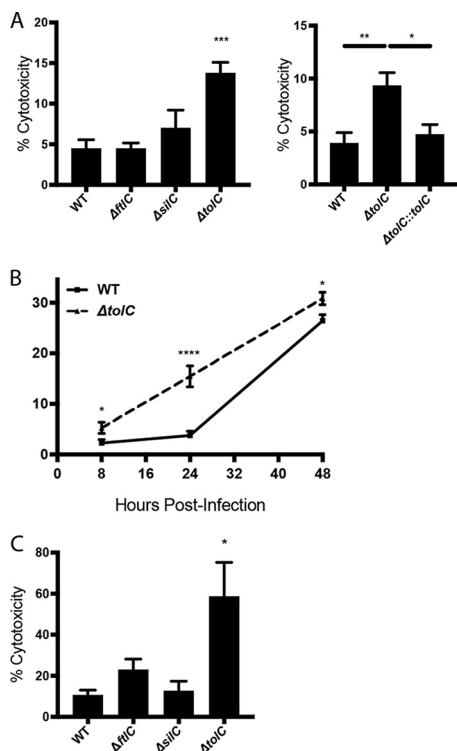 A
% Cytotoxicity
20
15
10
5
0
***
WT
ΔftlC
ΔsilC
ΔtolC
% Cytotoxicity
15
10
5
0
**
*
WT
ΔtolC
ΔtolC::tolC
B
WT
ΔtolC
30
20
10
0
*
****
*
0 8 16 24 32 40 48
Hours Post-Infection
C
% Cytotoxicity
80
60
40
20
0
*
WT
ΔftlC
ΔsilC
ΔtolC